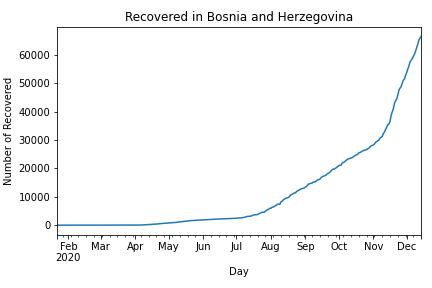 Recovered in Bosnia and Herzegovina
Number of Recovered
60000
50000
40000
30000
20000
10000
0
Feb Mar Apr May Jun Jul Aug Sep Oct Nov Dec
2020
Day